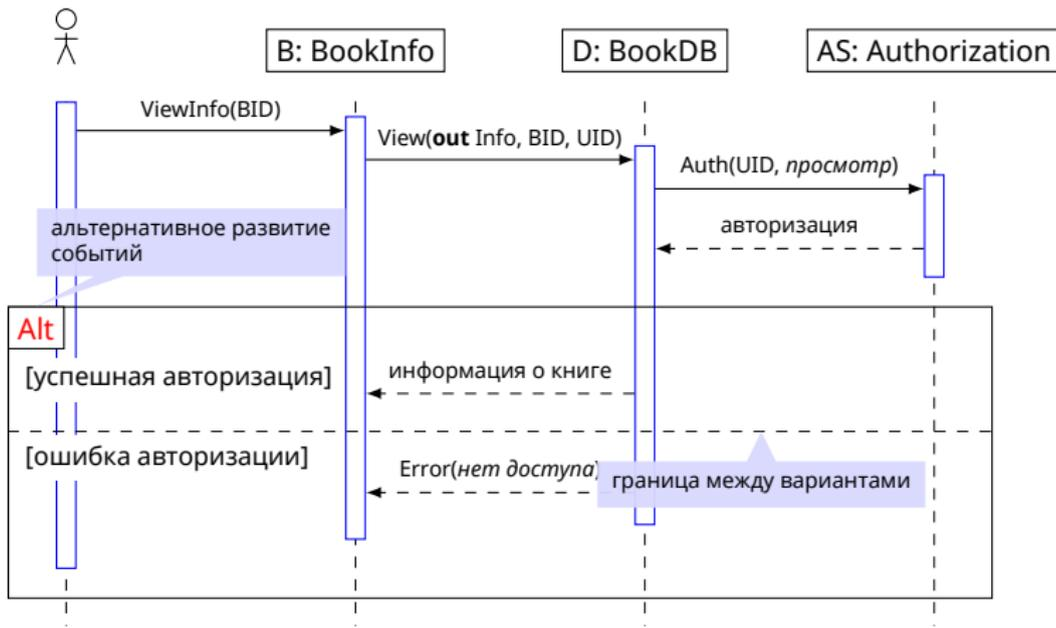 B: BookInfo
D: BookDB
AS: Authorization
ViewInfo(BID)
View(out Info, BID, UID)
Auth(UID, просмотр)
авторизация
альтернативное развитие
событий
Alt
[успешная авторизация]
информация о книге
[ошибка авторизации]
Error(нет доступа)
граница между вариантами